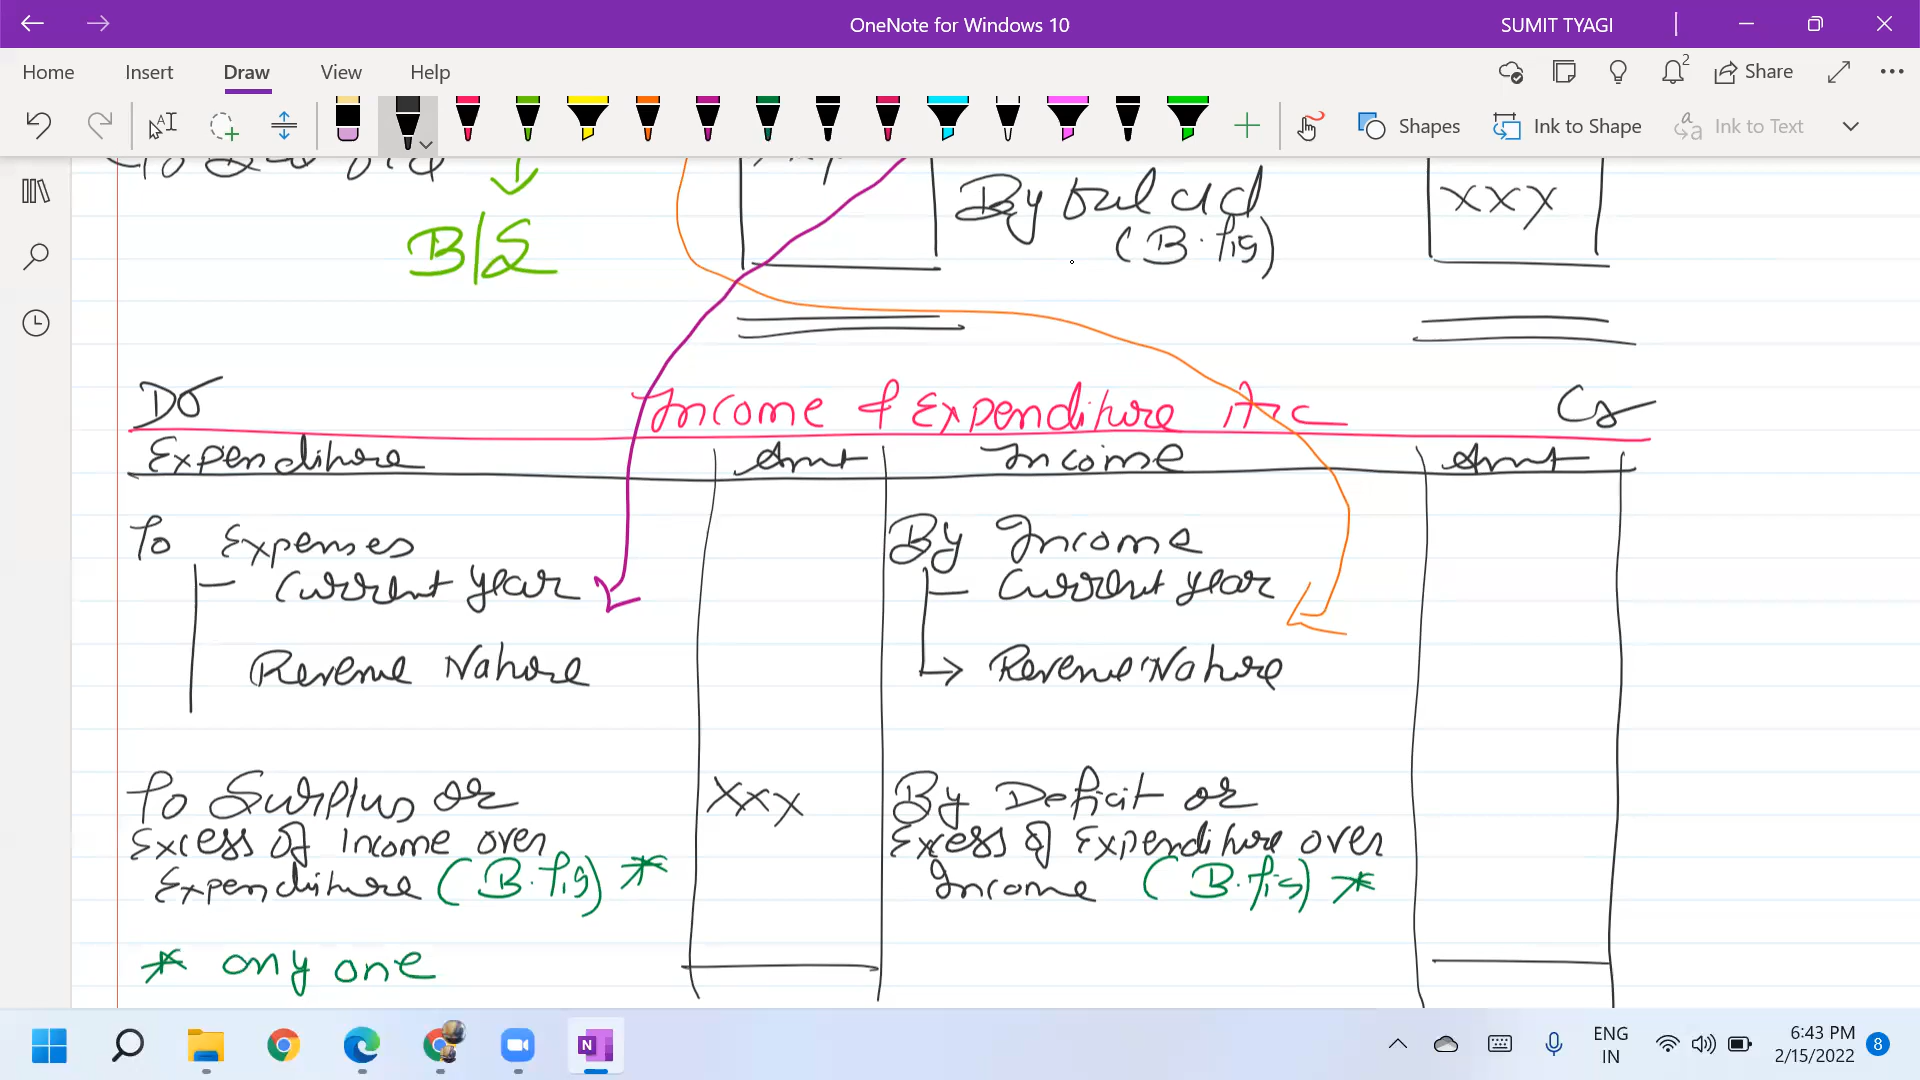 OneNote for Windows 10
SUMIT TYAGI
Home Insert Draw View Help
2
Share
Shapes Ink to Shape Ink to Text
By bal c/d xxx
(B.fig)
B/S
Dr Income & Expenditure A/c Cr
Expenditure Amt Income Amt
To Expenses By Income
Current year Current year
Revenue Nature Revenue Nature
To Surplus or xxx By Deficit or
Excess of Income over Excess of Expenditure over
Expenditure (B.fig) * Income (B.fig) *
* any one
ENG
IN
6:43 PM
2/15/2022
8